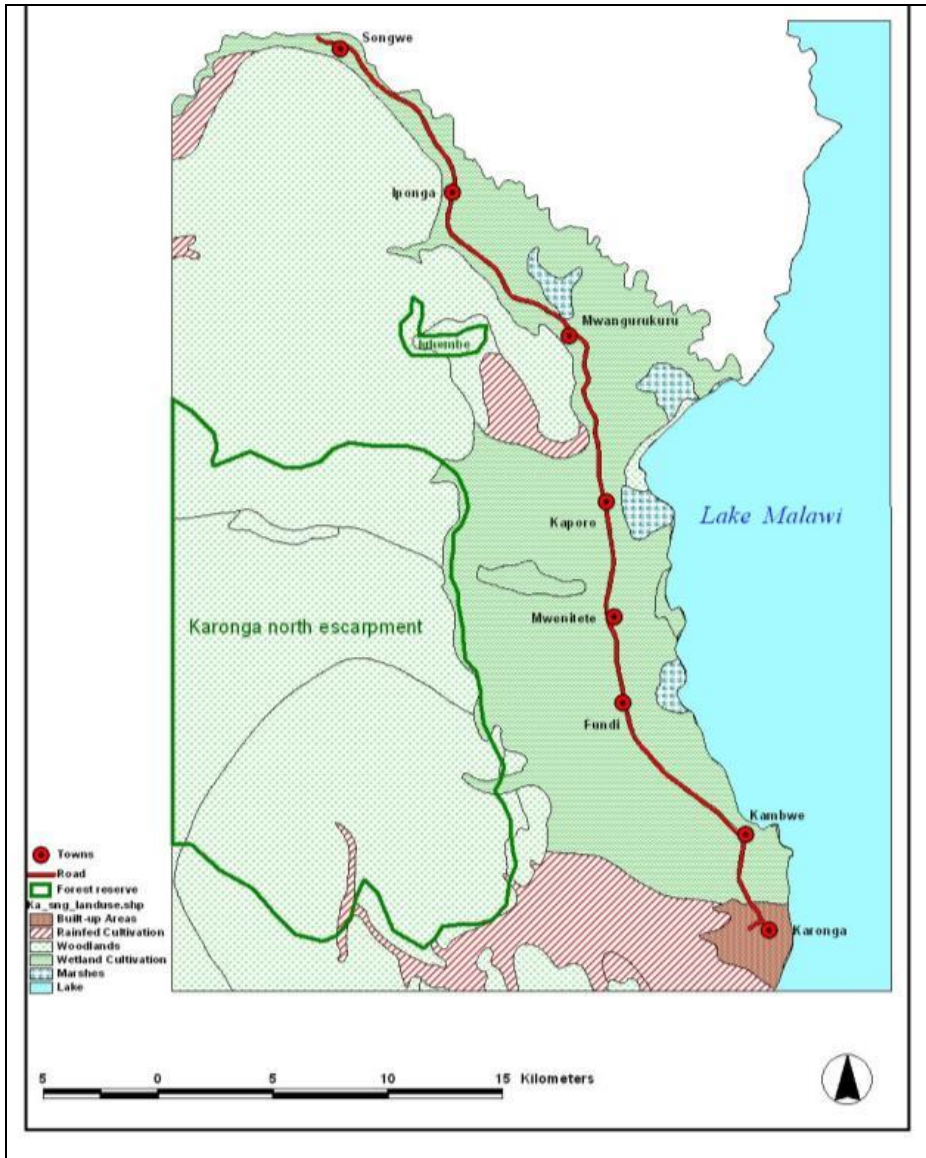 Songwe
Iponga
Mwangurukuru
Kaporo
Lake Malawi
Mwenitete
Karonga north escarpment
Fundi
Kambwe
Karonga
Towns
Road
Forest reserve
Ka_sng_landuse.shp
Built-up Areas
Rainfed Cultivation
Woodlands
Wetland Cultivation
Marshes
Lake
5 0 5 10 15 Kilometers